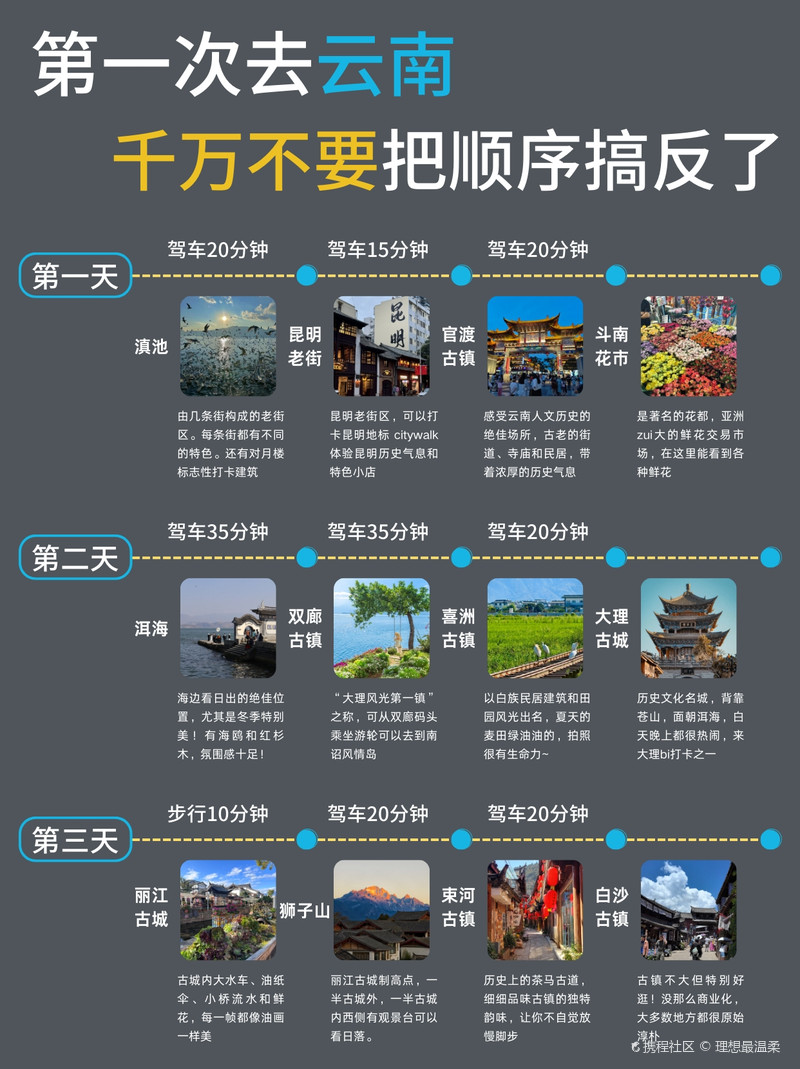 第一次去云南
千万不要把顺序搞反了
驾车20分钟
驾车15分钟
驾车20分钟
第一天
滇池
昆明
老街
昆明
官渡
古镇
斗南
花市
由几条街构成的老街
区。每条街都有不同
的特色。还有对月楼
标志性打卡建筑
昆明老街区,可以打
卡昆明地标 citywalk
体验昆明历史气息和
特色小店
感受云南人文历史的
绝佳场所,古老的街
道、寺庙和民居,带
着浓厚的历史气息
是著名的花都,亚洲
zui大的鲜花交易市
场,在这里能看到各
种鲜花
驾车35分钟
驾车35分钟
驾车20分钟
第二天
洱海
双廊
古镇
喜洲
古镇
大理
古城
海边看日出的绝佳位
置,尤其是冬季特别
美!有海鸥和红杉
木,氛围感十足!
“大理风光第一镇”
之称,可从双廊码头
乘坐游轮可以去到南
诏风情岛
以白族民居建筑和田
园风光出名,夏天的
麦田绿油油的,拍照
很有生命力~
历史文化名城,背靠
苍山,面朝洱海,白
天晚上都很热闹,来
大理bi打卡之一
步行10分钟
驾车20分钟
驾车20分钟
第三天
丽江
古城
狮子山
束河
古镇
白沙
古镇
古城内大水车、油纸
伞、小桥流水和鲜
花,每一帧都像油画
一样美
丽江古城制高点,一
半古城外,一半古城
内西侧有观景台可以
看日落。
历史上的茶马古道,
细细品味古镇的独特
韵味,让你不自觉放
慢脚步
古镇不大但特别好
逛!没那么商业化,
大多数地方都很原始
淳朴
携程社区 © 理想最温柔